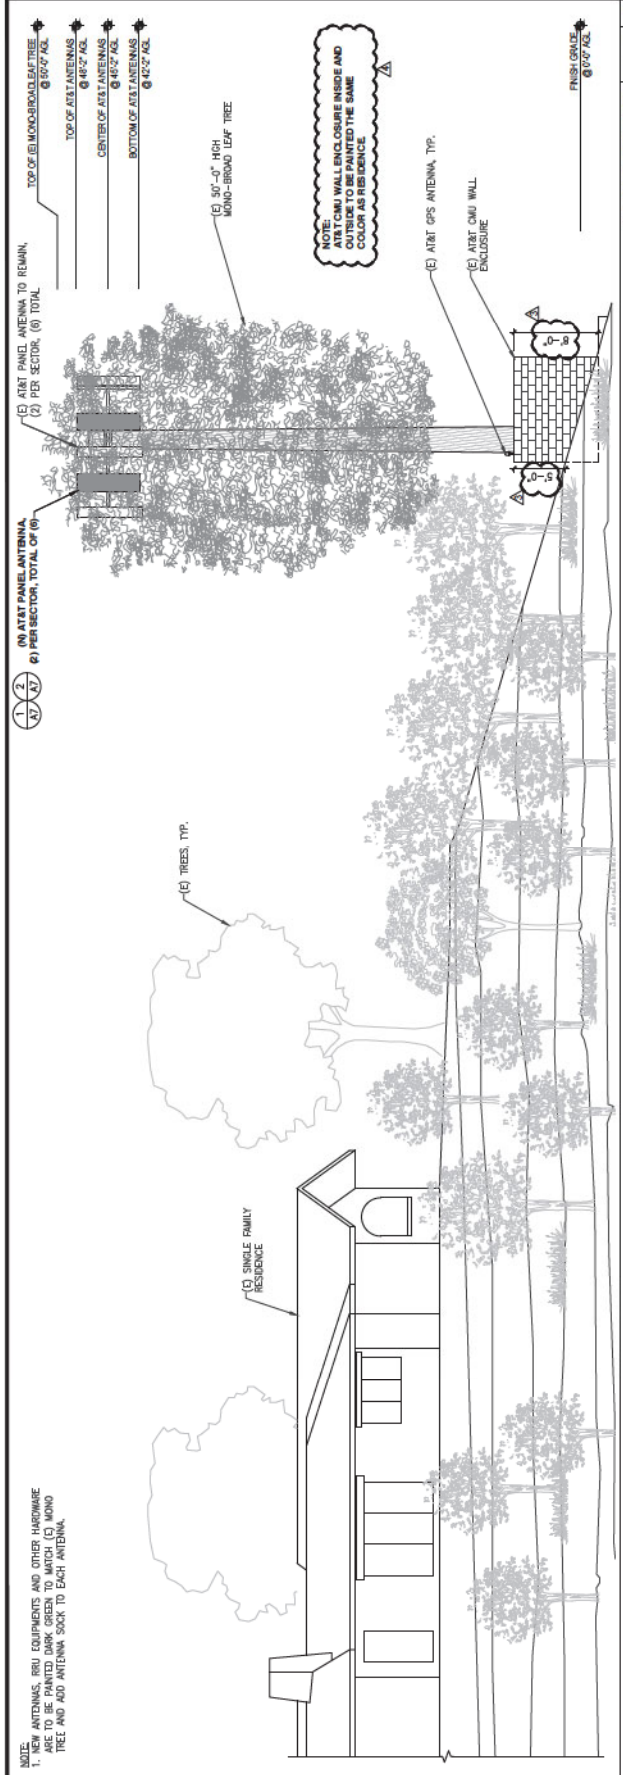 NOTE:
1. NEW ANTENNAS, RRU EQUIPMENTS AND OTHER HARDWARE
ARE TO BE PAINTED DARK GREEN TO MATCH (E) MONO
TREE AND ADD ANTENNA SOCK TO EACH ANTENNA.
(E) SINGLE FAMILY
RESIDENCE
(E) TREES, TYP.
1
A7
2
A7
(N) AT&T PANEL ANTENNA,
(2) PER SECTOR, TOTAL OF (6)
(E) AT&T PANEL ANTENNA TO REMAIN,
(2) PER SECTOR, (6) TOTAL
TOP OF (E) MONO-BROADLEAF TREE
@ 50'-0" AGL
TOP OF AT&T ANTENNAS
@ 48'-2" AGL
CENTER OF AT&T ANTENNAS
@ 45'-2" AGL
BOTTOM OF AT&T ANTENNAS
@ 42'-2" AGL
(E) 50'-0" HIGH
MONO-BROAD LEAF TREE
NOTE:
AT&T CMU WALL ENCLOSURE INSIDE AND
OUTSIDE TO BE PAINTED THE SAME
COLOR AS RESIDENCE.
4
(E) AT&T GPS ANTENNA, TYP.
(E) AT&T CMU WALL
ENCLOSURE
5'-0"
8'-0"
FINISH GRADE
@ 0'-0" AGL